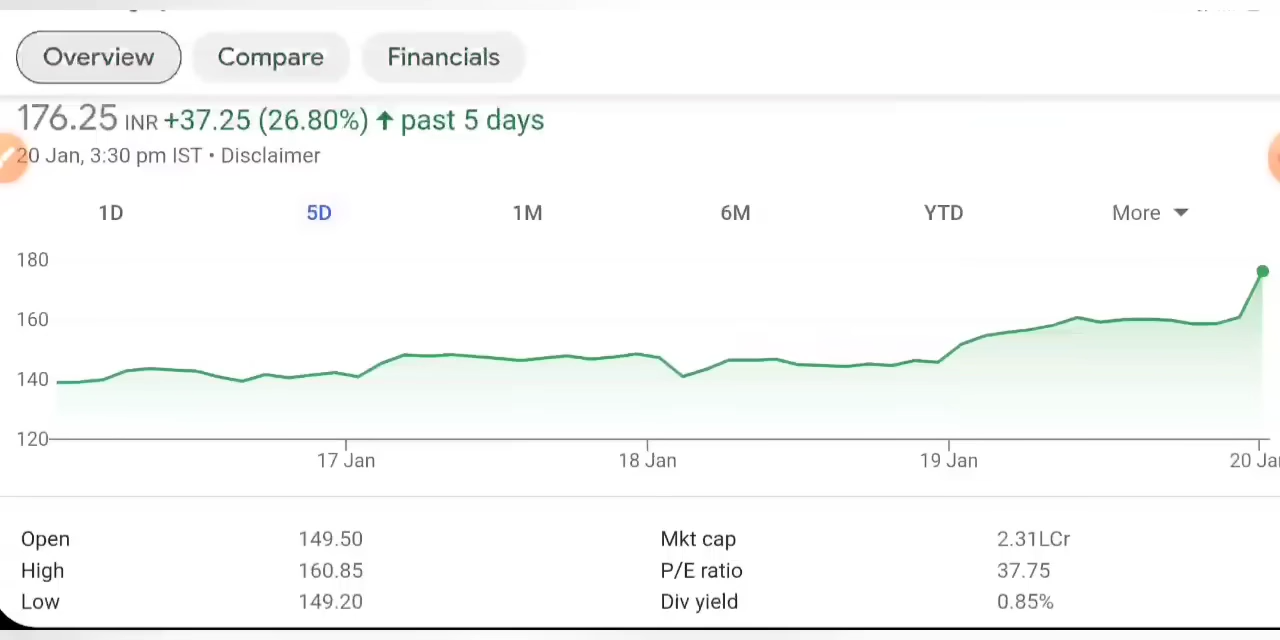 Overview Compare Financials
176.25 INR +37.25 (26.80%) ↑ past 5 days
20 Jan, 3:30 pm IST • Disclaimer
1D 5D 1M 6M YTD More
180
160
140
120
17 Jan 18 Jan 19 Jan 20 Jan
Open 149.50 Mkt cap 2.31LCr
High 160.85 P/E ratio 37.75
Low 149.20 Div yield 0.85%